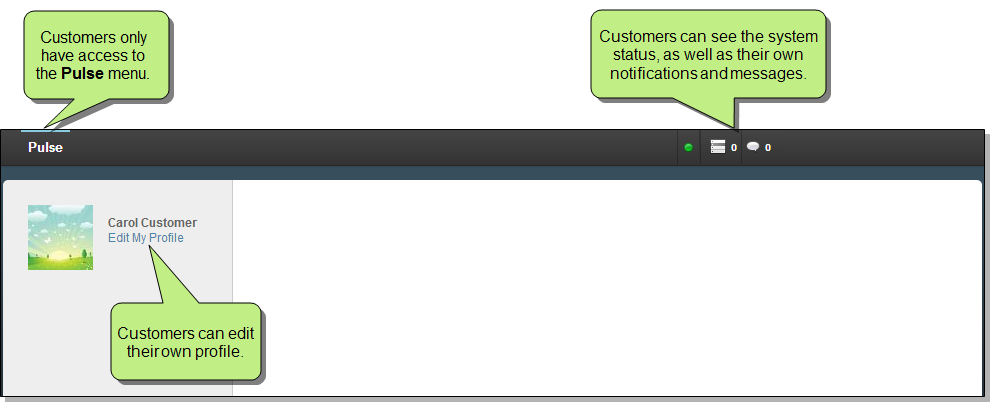 Customers only
have access to
the Pulse menu.
Customers can see the system
status, as well as their own
notifications and messages.
Pulse
0
0
Carol Customer
Edit My Profile
Customers can edit
their own profile.